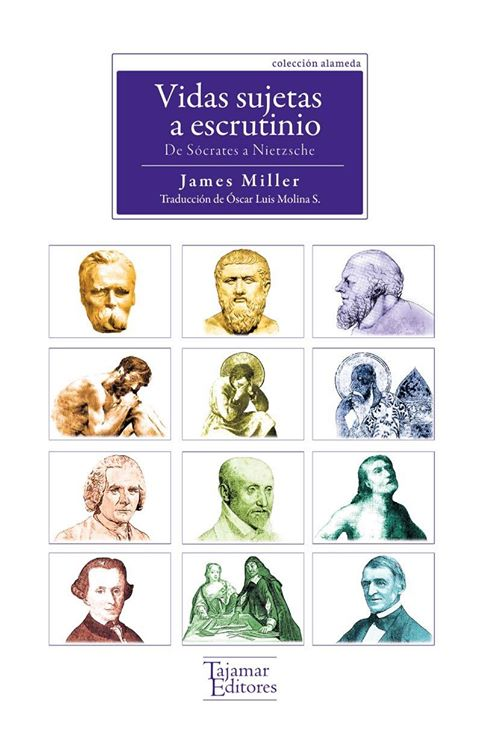 colección alameda
Vidas sujetas
a escrutinio
De Sócrates a Nietzsche
James Miller
Traducción de Óscar Luis Molina S.
Tajamar
Editores